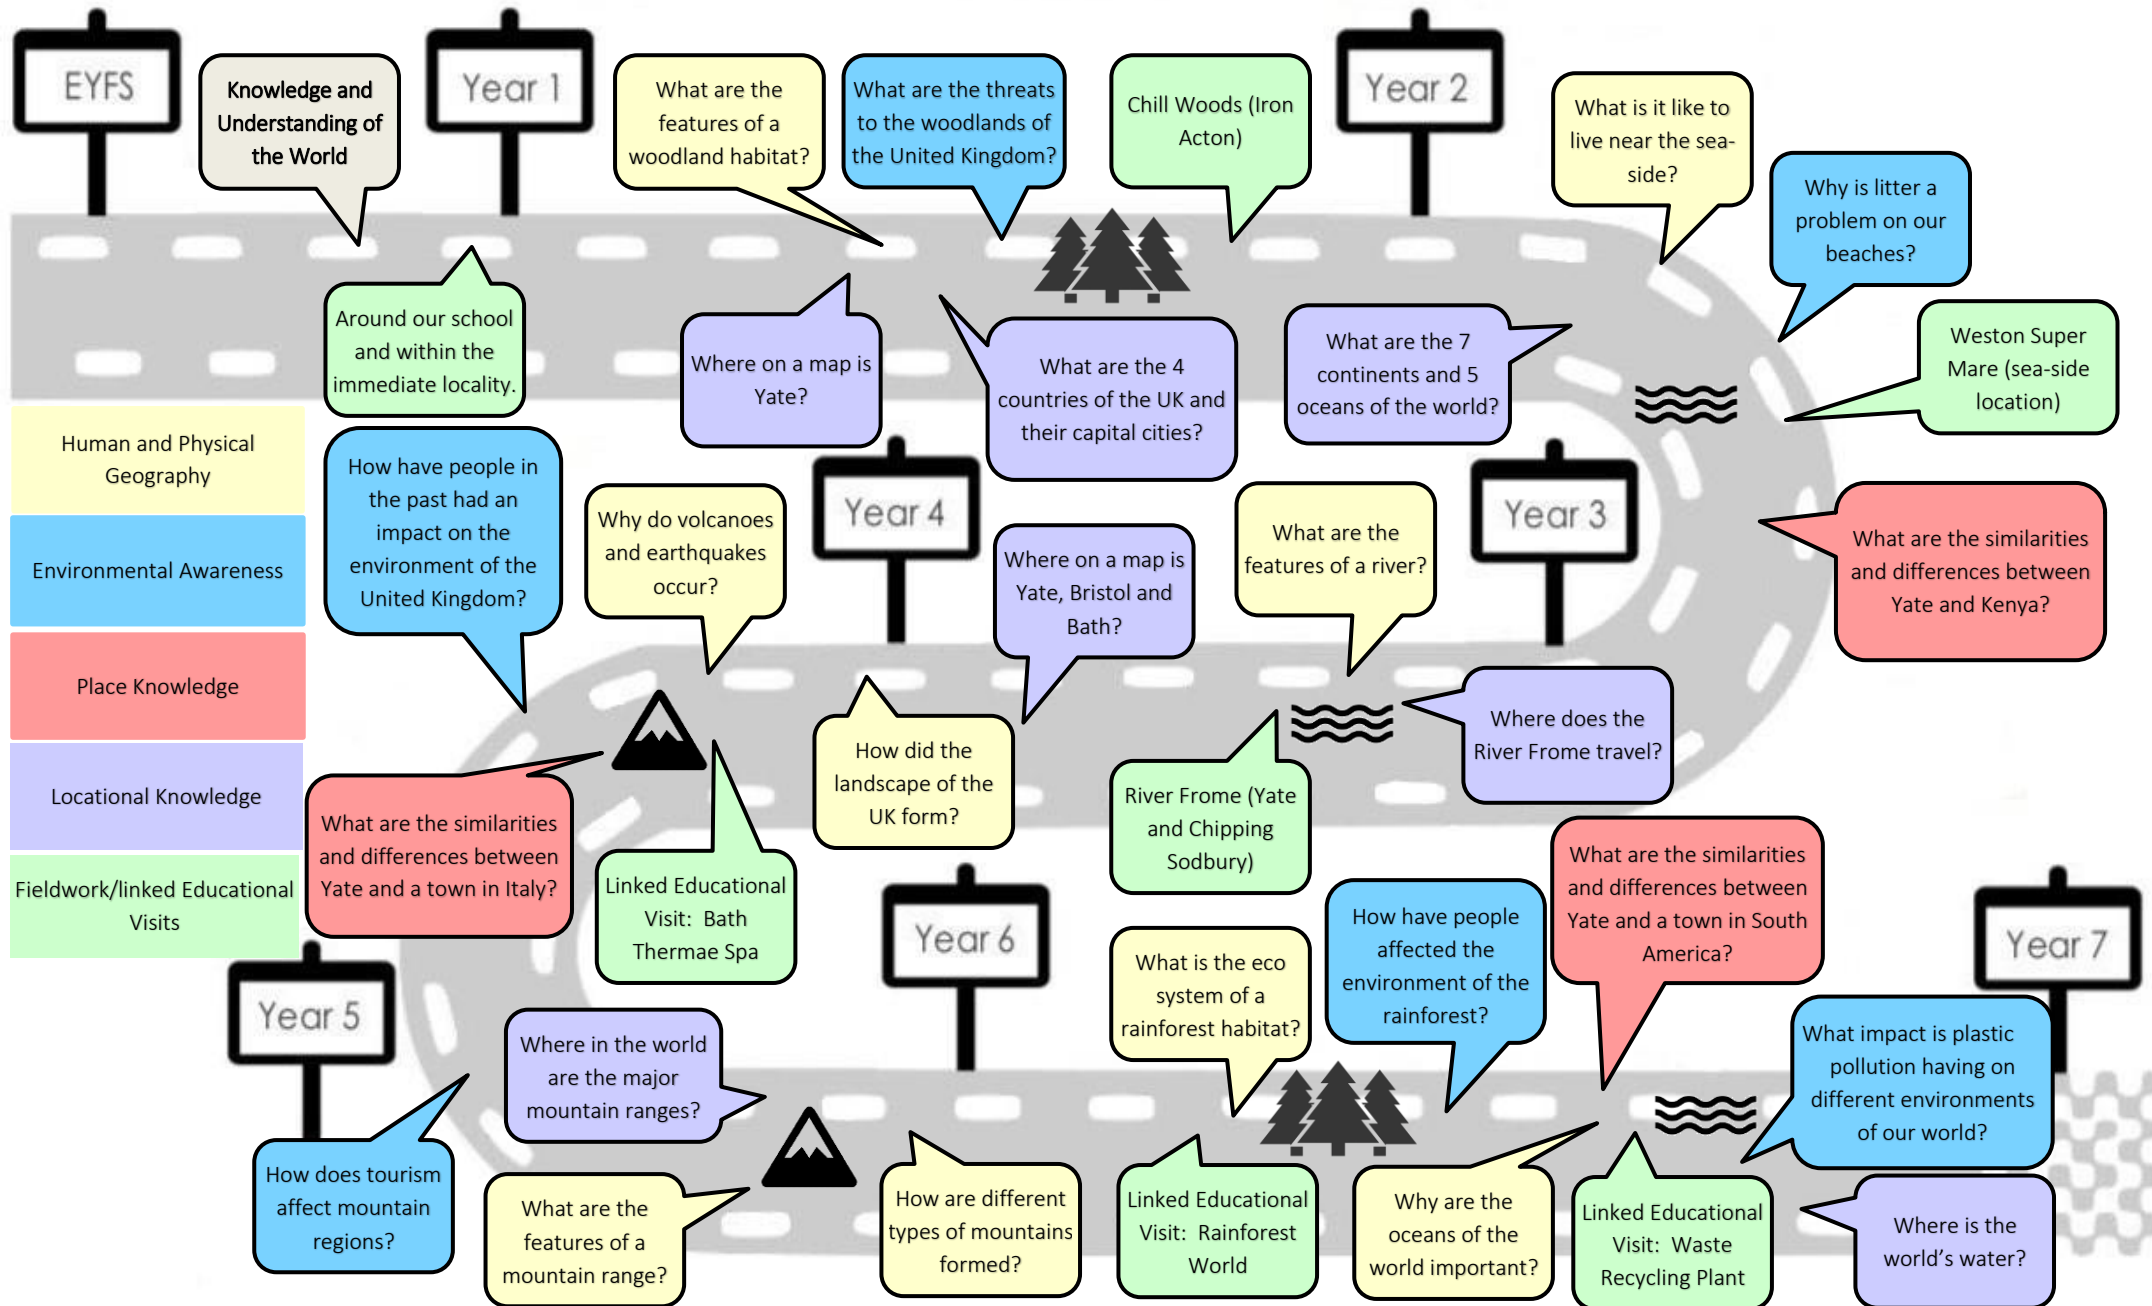 EYFS
Knowledge and
Understanding of
the World
Year 1
What are the
features of a
woodland habitat?
What are the threats
to the woodlands of
the United Kingdom?
Chill Woods (Iron
Acton)
Year 2
What is it like to
live near the sea-
side?
Why is litter a
problem on our
beaches?
Around our school
and within the
immediate locality.
Where on a map is
Yate?
What are the 4
countries of the UK and
their capital cities?
What are the 7
continents and 5
oceans of the world?
Weston Super
Mare (sea-side
location)
Human and Physical
Geography
Environmental Awareness
Place Knowledge
Locational Knowledge
Fieldwork/linked Educational
Visits
How have people in
the past had an
impact on the
environment of the
United Kingdom?
Why do volcanoes
and earthquakes
occur?
Year 4
Where on a map is
Yate, Bristol and
Bath?
What are the
features of a river?
Year 3
What are the similarities
and differences between
Yate and Kenya?
What are the similarities
and differences between
Yate and a town in Italy?
Linked Educational
Visit:  Bath
Thermae Spa
How did the
landscape of the
UK form?
River Frome (Yate
and Chipping
Sodbury)
Where does the
River Frome travel?
Year 5
Where in the world
are the major
mountain ranges?
Year 6
What is the eco
system of a
rainforest habitat?
How have people
affected the
environment of the
rainforest?
What are the similarities
and differences between
Yate and a town in South
America?
Year 7
What impact is plastic
pollution having on
different environments
of our world?
How does tourism
affect mountain
regions?
What are the
features of a
mountain range?
How are different
types of mountains
formed?
Linked Educational
Visit:  Rainforest
World
Why are the
oceans of the
world important?
Linked Educational
Visit:  Waste
Recycling Plant
Where is the
world's water?